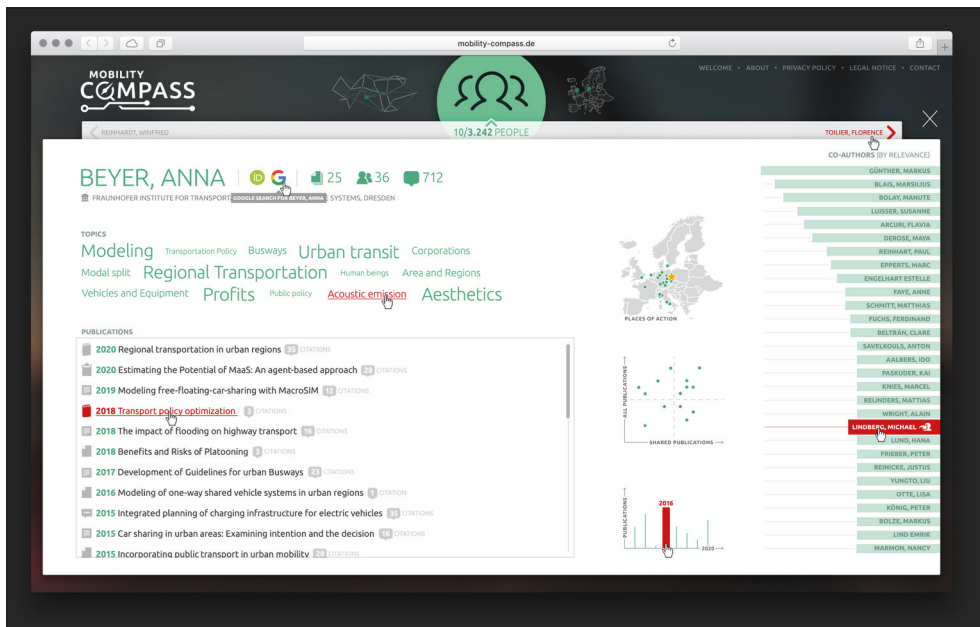 mobility-compass.de
MOBILITY
COMPASS
WELCOME • ABOUT • PRIVACY POLICY • LEGAL NOTICE • CONTACT
REINHARDT, WINFRIED
10/3.242 PEOPLE
TOILIER, FLORENCE
BEYER, ANNA
iD
G
25
36
712
FRAUNHOFER INSTITUTE FOR TRANSPORT
GOOGLE SEARCH FOR BEYER, ANNA
SYSTEMS, DRESDEN
TOPICS
Modeling Transportation Policy Busways Urban transit Corporations
Modal split Regional Transportation Human beings Area and Regions
Vehicles and Equipment Profits Public policy Acoustic emission Aesthetics
PUBLICATIONS
2020 Regional transportation in urban regions 35 CITATIONS
2020 Estimating the Potential of MaaS: An agent-based approach 28 CITATIONS
2019 Modeling free-floating-car-sharing with MacroSIM 12 CITATIONS
2018 Transport policy optimization 3 CITATIONS
2018 The impact of flooding on highway transport 56 CITATIONS
2018 Benefits and Risks of Platooning 3 CITATIONS
2017 Development of Guidelines for urban Busways 23 CITATIONS
2016 Modeling of one-way shared vehicle systems in urban regions 1 CITATION
2015 Integrated planning of charging infrastructure for electric vehicles 35 CITATIONS
2015 Car sharing in urban areas: Examining intention and the decision 16 CITATIONS
2015 Incorporating public transport in urban mobility 28 CITATIONS
PLACES OF ACTION
ALL PUBLICATIONS
SHARED PUBLICATIONS
PUBLICATIONS
2016
2020
CO-AUTHORS (BY RELEVANCE)
GÜNTHER, MARKUS
BLAIS, MARSILIUS
BOLAY, MANUTE
LUISSER, SUSANNE
ARCURI, FLAVIA
DEROSE, MAYA
REINHART, PAUL
EPPERTS, MARC
ENGELHART ESTELLE
FAYE, ANNE
SCHMITT, MATTHIAS
FUCHS, FERDINAND
BELTRÁN, CLARE
SAVELKOULS, ANTON
AALBERS, IDO
PASKUDER, KAI
KNIES, MARCEL
REIJNDERS, MATTIAS
WRIGHT, ALAIN
LINDBERG, MICHAEL
LUND, HANA
FRIEBER, PETER
REINICKE, JUSTUS
YUNGTO, LIU
OTTE, LISA
KÖNIG, PETER
BOLZE, MARKUS
LIND EMRIK
MARMON, NANCY